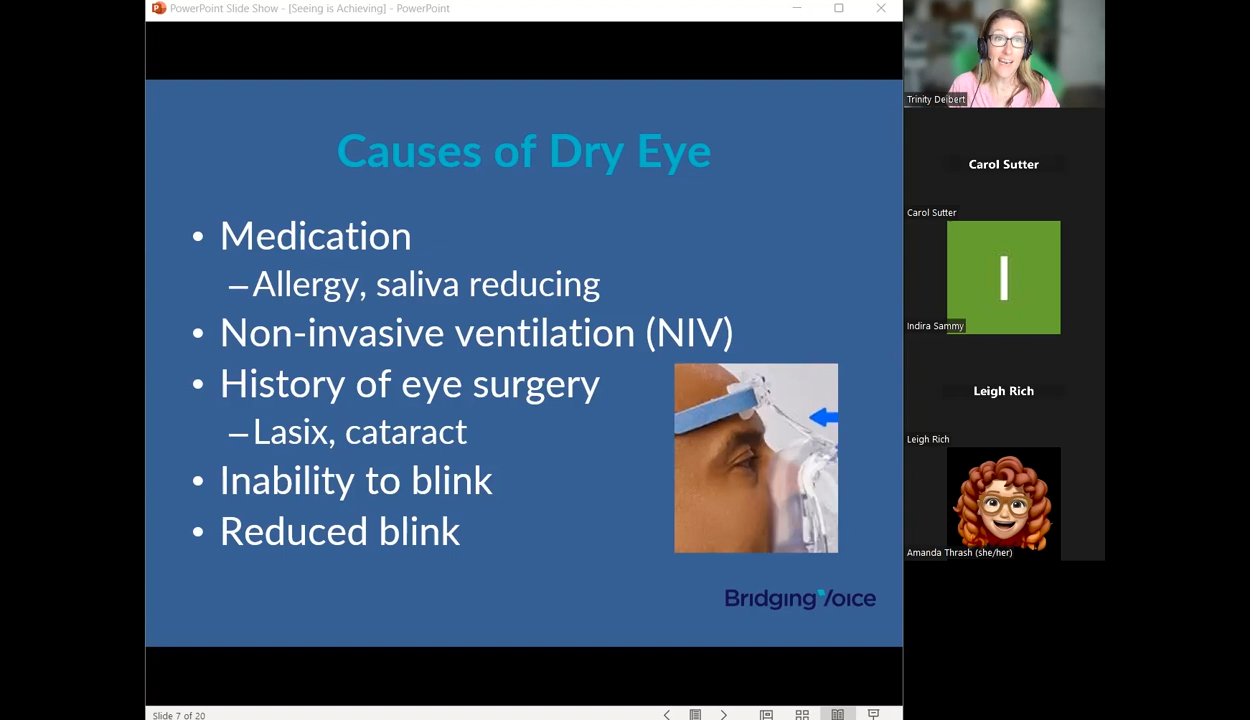 PowerPoint Slide Show - [Seeing is Achieving] - PowerPoint
Causes of Dry Eye
• Medication
–Allergy, saliva reducing
• Non-invasive ventilation (NIV)
• History of eye surgery
–Lasix, cataract
• Inability to blink
• Reduced blink
Bridging Voice
Slide 7 of 20
Trinity Deibert
Carol Sutter
Carol Sutter
I
Indira Sammy
Leigh Rich
Leigh Rich
Amanda Thrash (she/her)